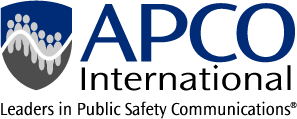 APCO
International
Leaders in Public Safety Communications®